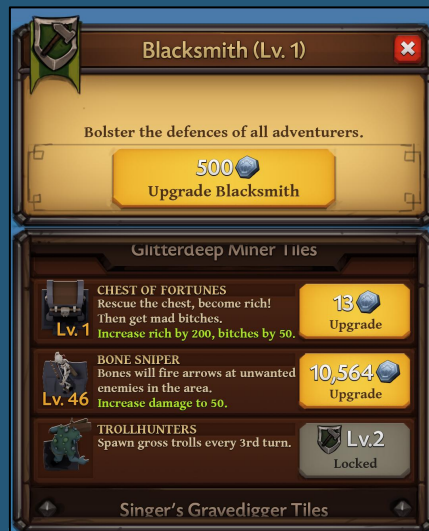 Blacksmith (Lv. 1)
Bolster the defences of all adventurers.
500
Upgrade Blacksmith
Glitterdeep Miner Tiles
CHEST OF FORTUNES
Rescue the chest, become rich!
Then get mad bitches.
Increase rich by 200, bitches by 50.
Lv. 1
13
Upgrade
BONE SNIPER
Bones will fire arrows at unwanted
enemies in the area.
Increase damage to 50.
Lv. 46
10,564
Upgrade
TROLLHUNTERS
Spawn gross trolls every 3rd turn.
Lv.2
Locked
Singer's Gravedigger Tiles